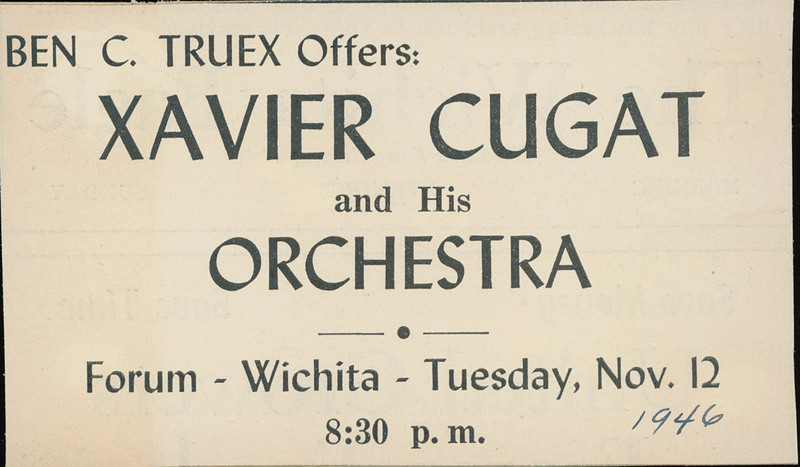 BEN C. TRUEX Offers:
XAVIER CUGAT
and His
ORCHESTRA
Forum - Wichita - Tuesday, Nov. 12
1946
8:30 p. m.